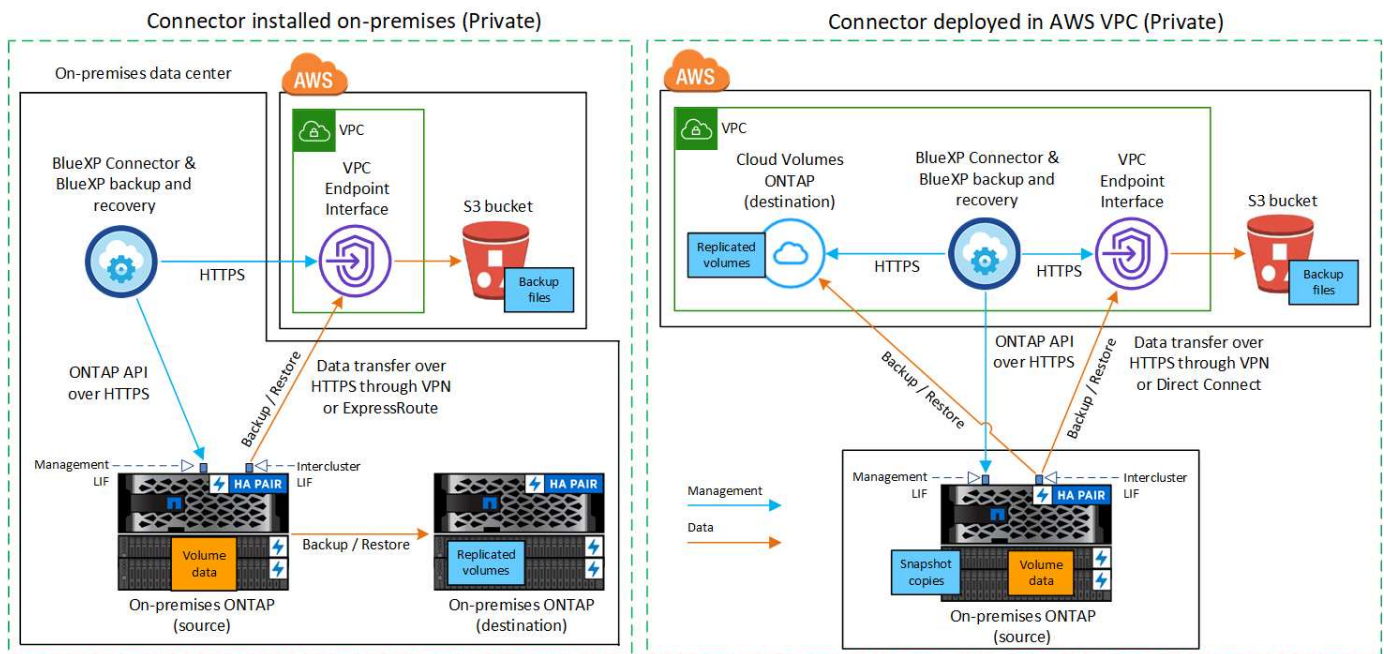 Connector installed on-premises (Private)
On-premises data center
AWS
VPC
BlueXP Connector &
BlueXP backup and
recovery
VPC
Endpoint
Interface
S3 bucket
HTTPS
Backup
files
ONTAP API
over HTTPS
Backup / Restore
Data transfer over
HTTPS through VPN
or ExpressRoute
Management
LIF
Intercluster
LIF
HA PAIR
HA PAIR
Backup / Restore
Volume
data
Replicated
volumes
On-premises ONTAP
(source)
On-premises ONTAP
(destination)
Connector deployed in AWS VPC (Private)
AWS
VPC
Cloud Volumes
ONTAP
(destination)
BlueXP Connector &
BlueXP backup and
recovery
VPC
Endpoint
Interface
S3 bucket
Replicated
volumes
HTTPS
HTTPS
Backup
files
Backup / Restore
ONTAP API
over HTTPS
Backup / Restore
Data transfer over
HTTPS through VPN
or Direct Connect
Management
LIF
Intercluster
LIF
HA PAIR
Management
Data
Snapshot
copies
Volume
data
On-premises ONTAP
(source)